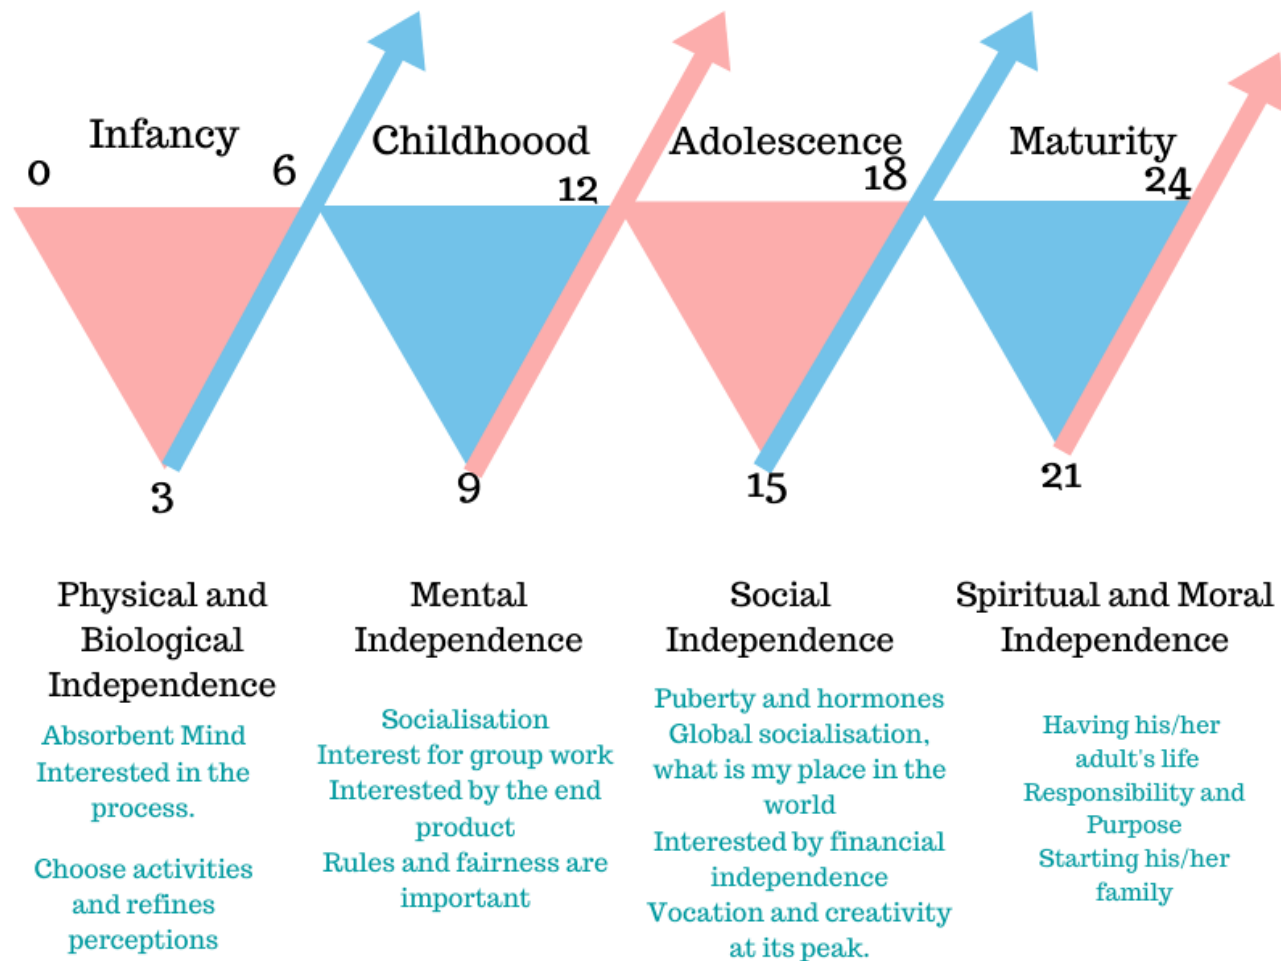 Infancy
Childhoood
Adolescence
Maturity
0
6
12
18
24
3
9
15
21
Physical and
Biological
Independence
Absorbent Mind
Interested in the
process.
Choose activities
and refines
perceptions
Mental
Independence
Socialisation
Interest for group work
Interested by the end
product
Rules and fairness are
important
Social
Independence
Puberty and hormones
Global socialisation,
what is my place in the
world
Interested by financial
independence
Vocation and creativity
at its peak.
Spiritual and Moral
Independence
Having his/her
adult's life
Responsibility and
Purpose
Starting his/her
family